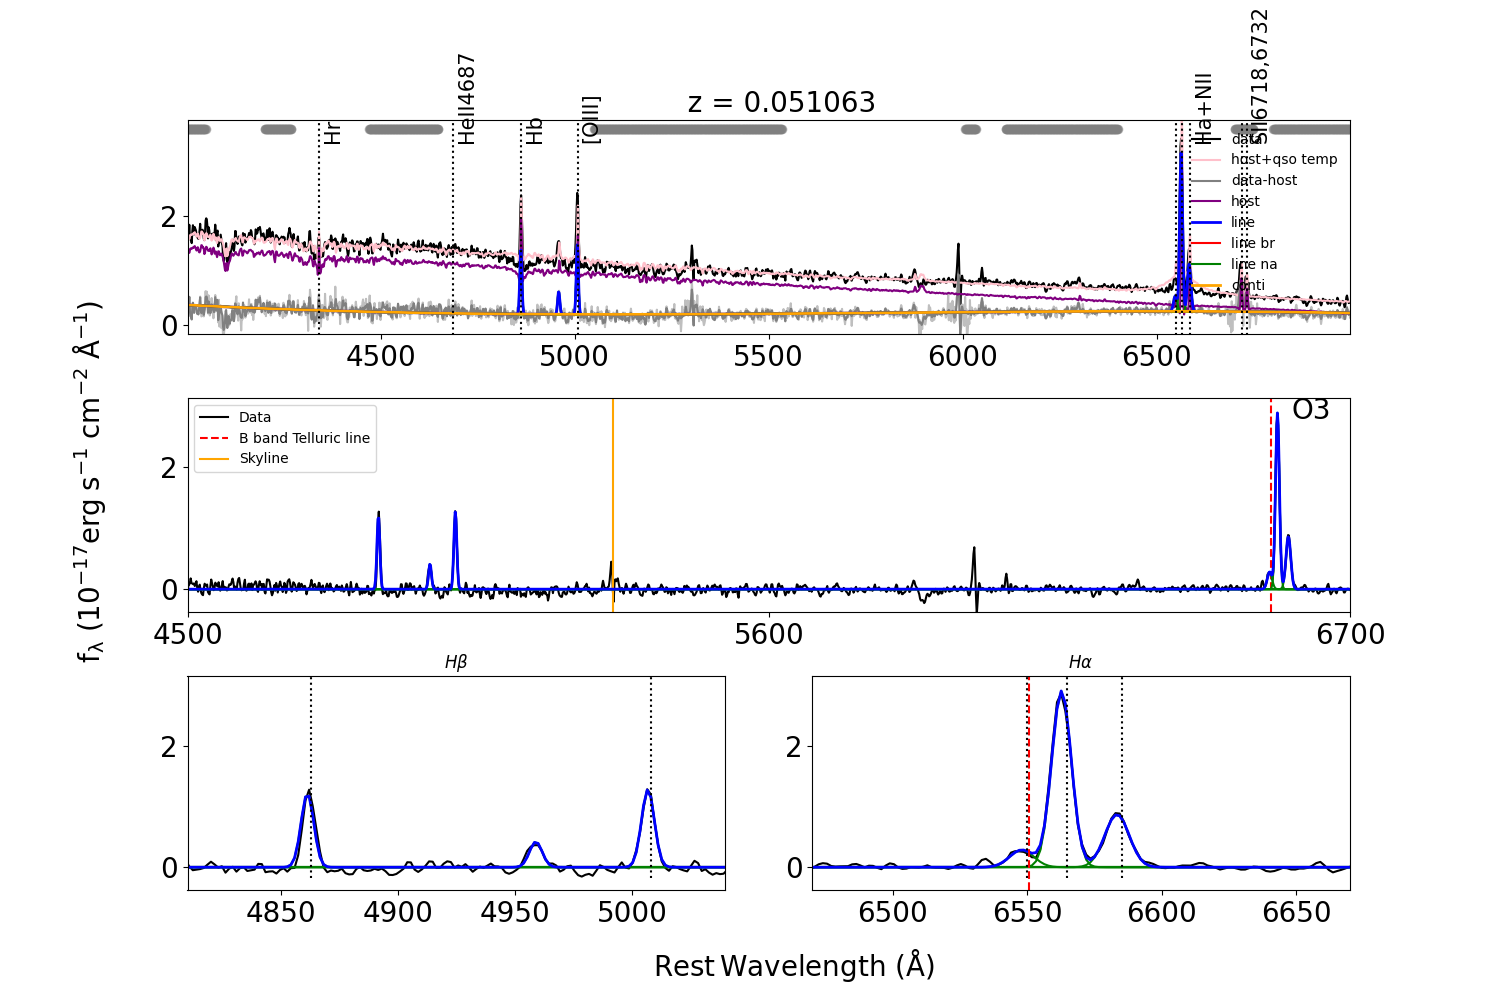 z = 0.051063
Hr
HeII4687
Hb
[OIII]
Ha+NII
SII6718,6732
data
host+qso temp
data-host
host
line
line br
line na
conti
2
0
4500 5000 5500 6000 6500
fλ (10⁻¹⁷erg s⁻¹ cm⁻² Å⁻¹)
Data
B band Telluric line
Skyline
O3
2
0
4500 5600 6700
Hβ
2
0
4850 4900 4950 5000
Hα
2
0
6500 6550 6600 6650
Rest Wavelength (Å)